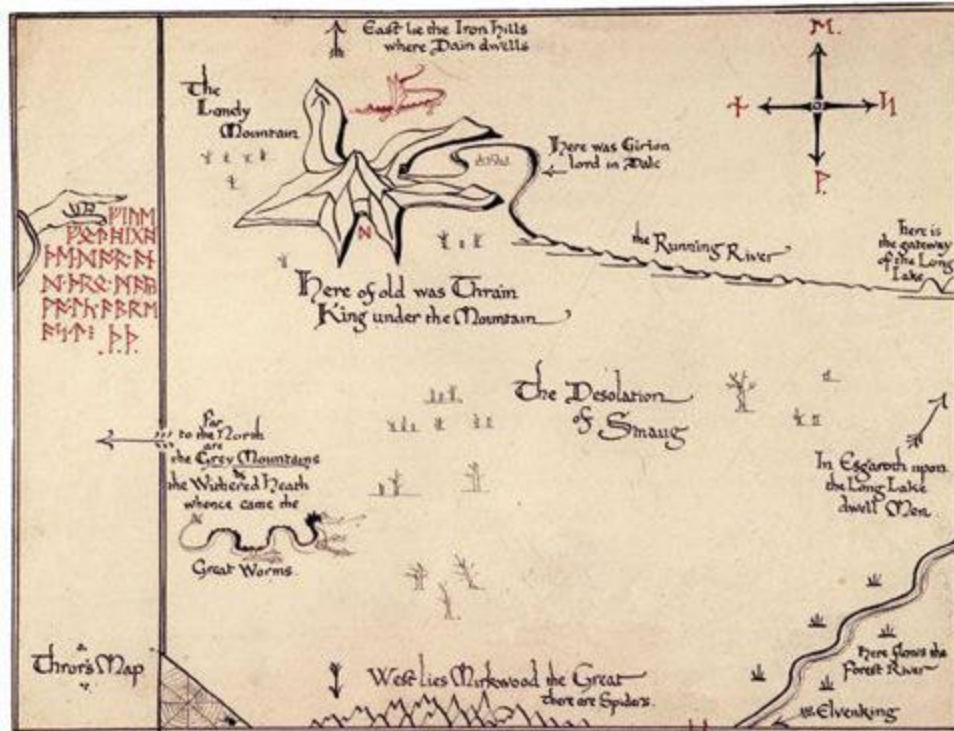 East lie the Iron Hills
where Dain dwells
The
Lonely
Mountain
Here was Girion
lord in Dale
the Running River
here is
the gateway
of the Long
Lake
Here of old was Thrain
King under the Mountain
The Desolation
of Smaug
Far
to the North
are
the Grey Mountains
&
the Withered Heath
whence came the
Great Worms.
In Esgaroth upon
the Long Lake
dwell Men
Thror's Map
West lies Mirkwood the Great
there are Spiders.
here flows the
Forest River
Elvenking